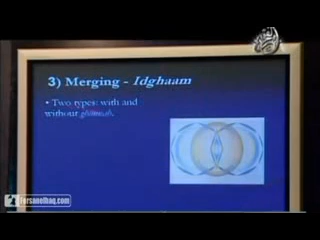 3) Merging - Idghaam
• Two types: with and
without ghunnah.
Forsanelhaq.com